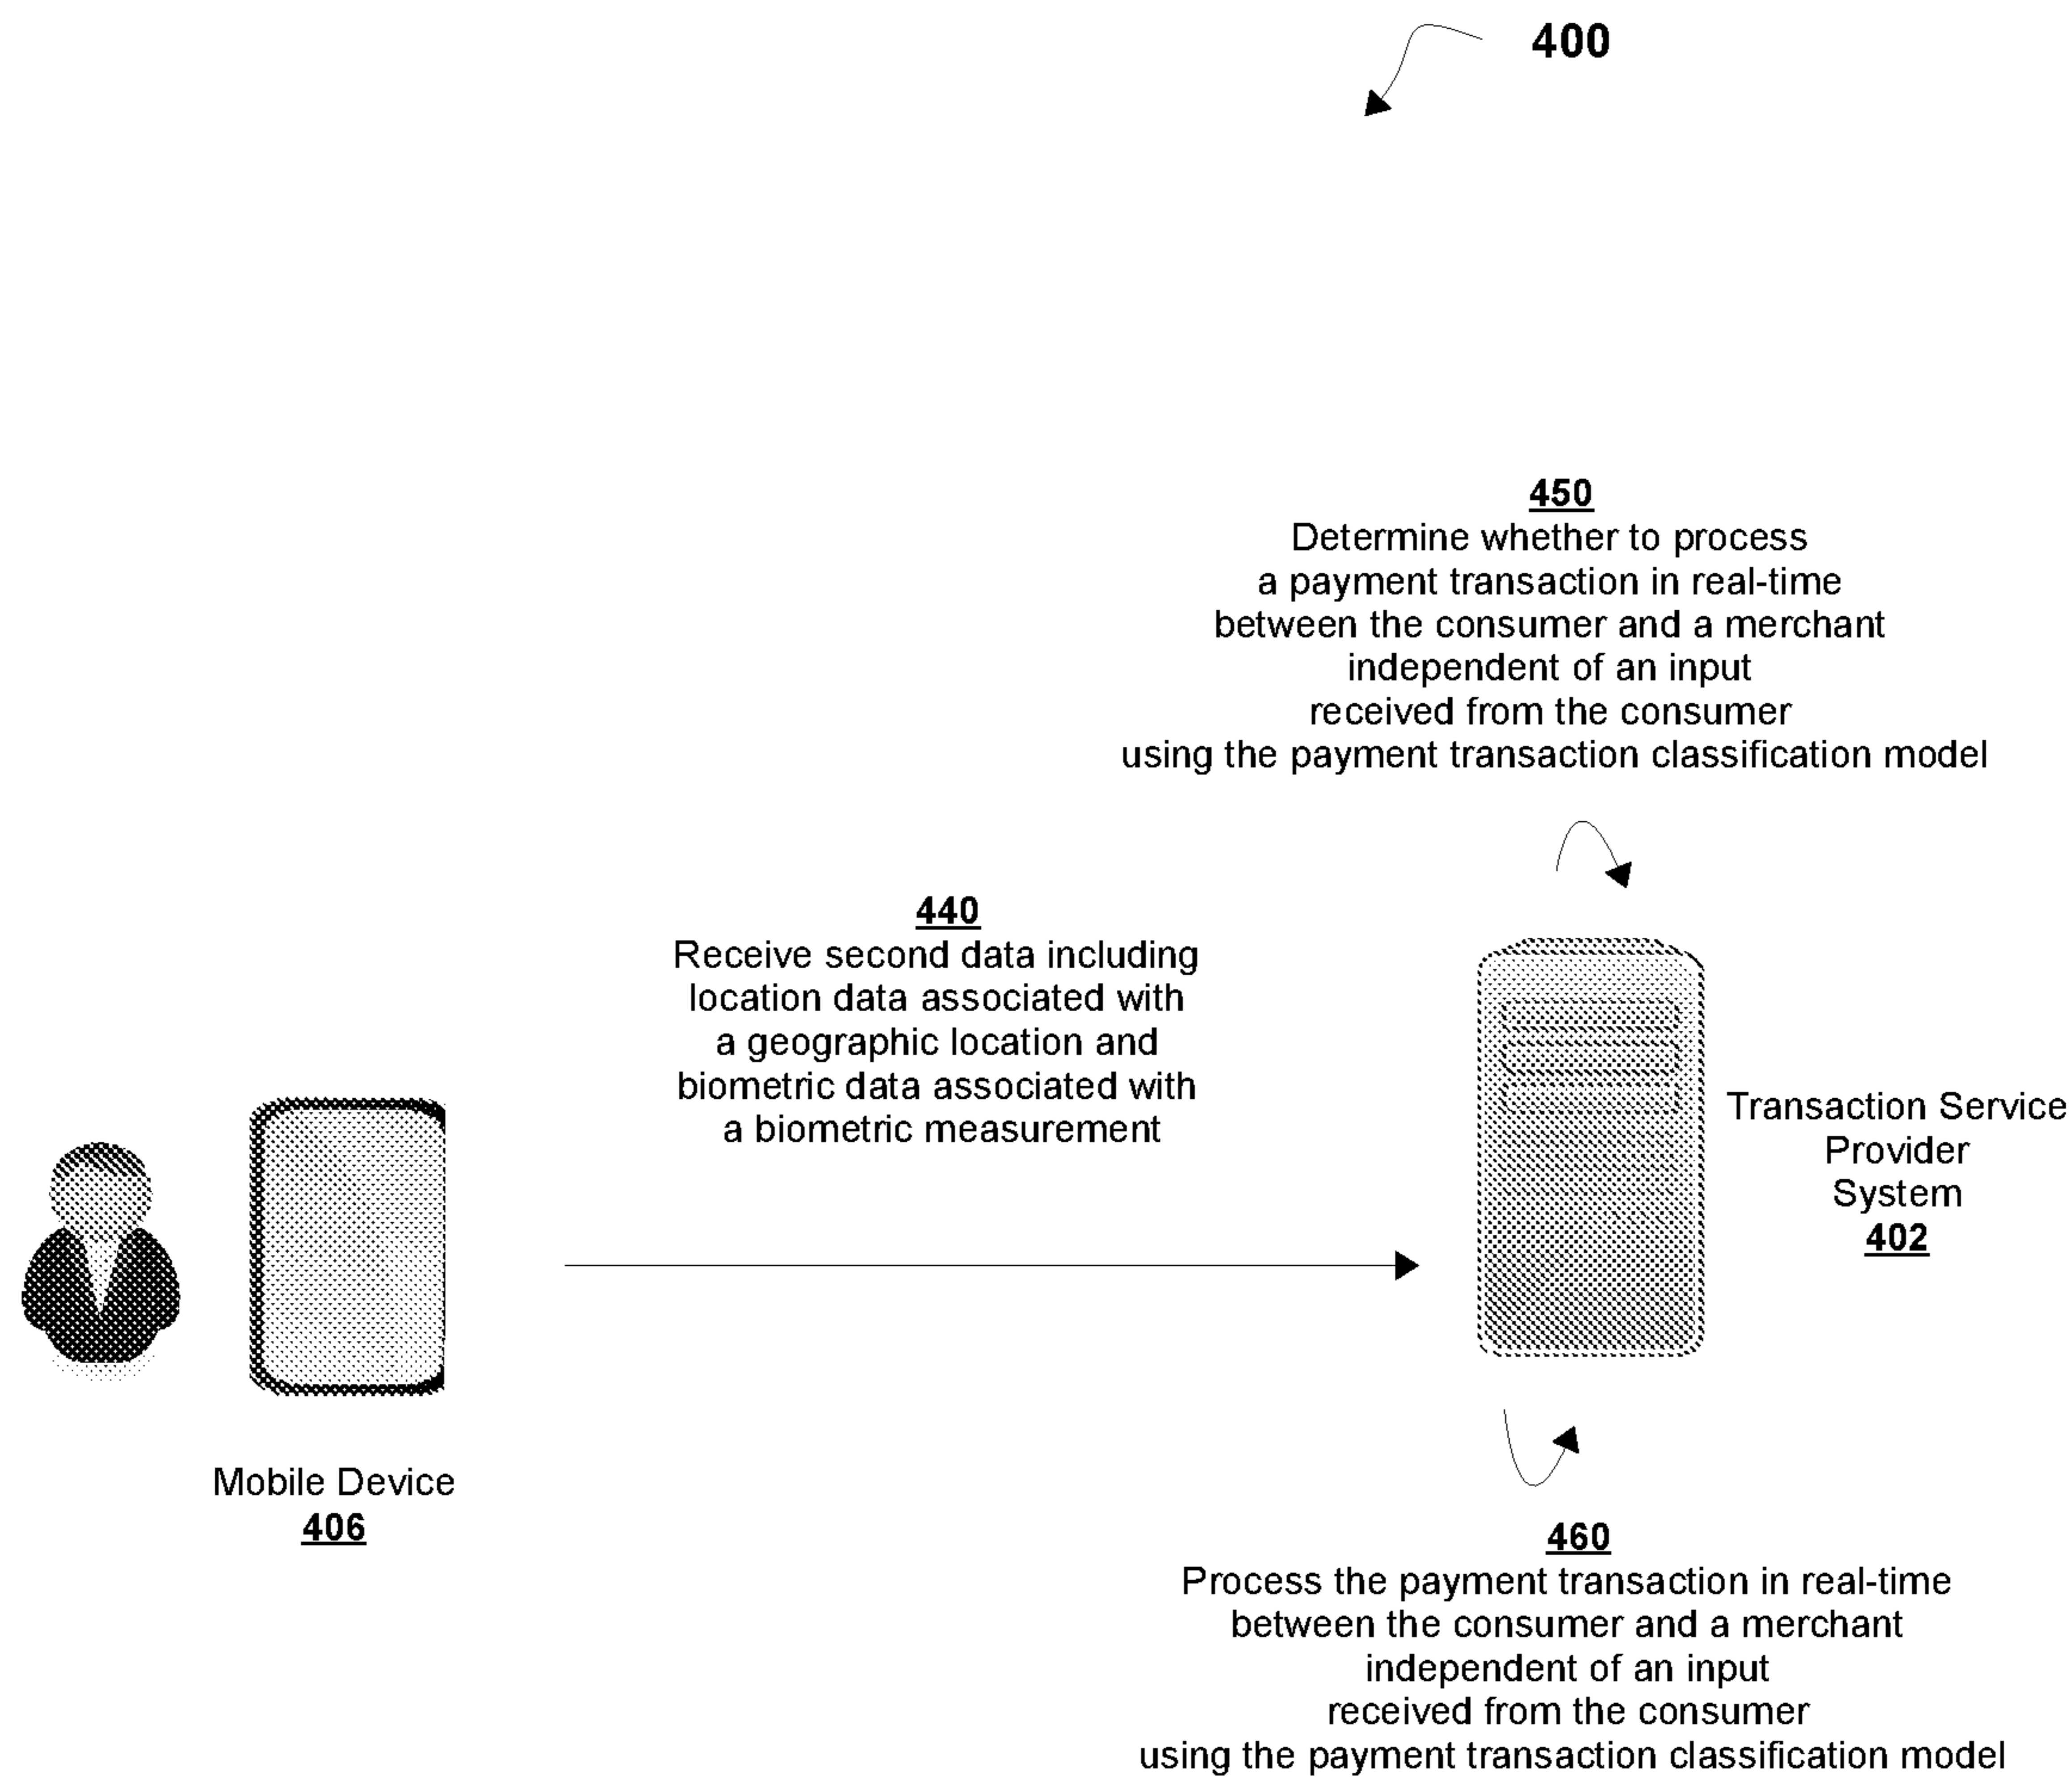 400
450
Determine whether to process
a payment transaction in real-time
between the consumer and a merchant
independent of an input
received from the consumer
using the payment transaction classification model
440
Receive second data including
location data associated with
a geographic location and
biometric data associated with
a biometric measurement
Transaction Service
Provider
System
402
Mobile Device
406
460
Process the payment transaction in real-time
between the consumer and a merchant
independent of an input
received from the consumer
using the payment transaction classification model